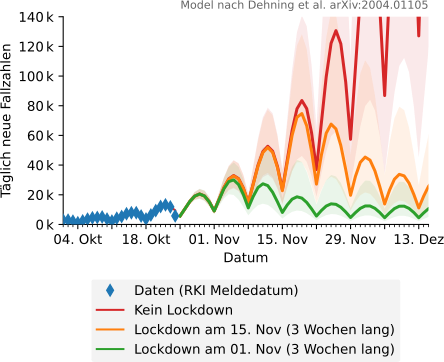 Model nach Dehning et al. arXiv:2004.01105
140 k
120 k
100 k
80 k
60 k
40 k
20 k
0 k
Täglich neue Fallzahlen
04. Okt 18. Okt 01. Nov 15. Nov 29. Nov 13. Dez
Datum
Daten (RKI Meldedatum)
Kein Lockdown
Lockdown am 15. Nov (3 Wochen lang)
Lockdown am 01. Nov (3 Wochen lang)